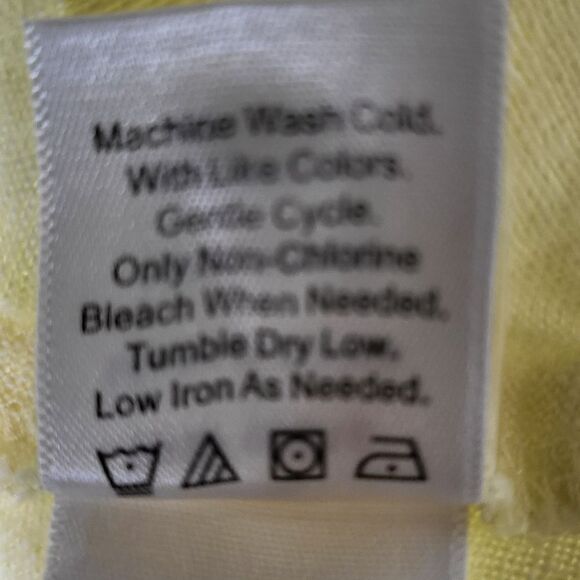 Machine Wash Cold.
With Like Colors.
Gentle Cycle.
Only Non-Chlorine
Bleach When Needed.
Tumble Dry Low.
Low Iron As Needed.